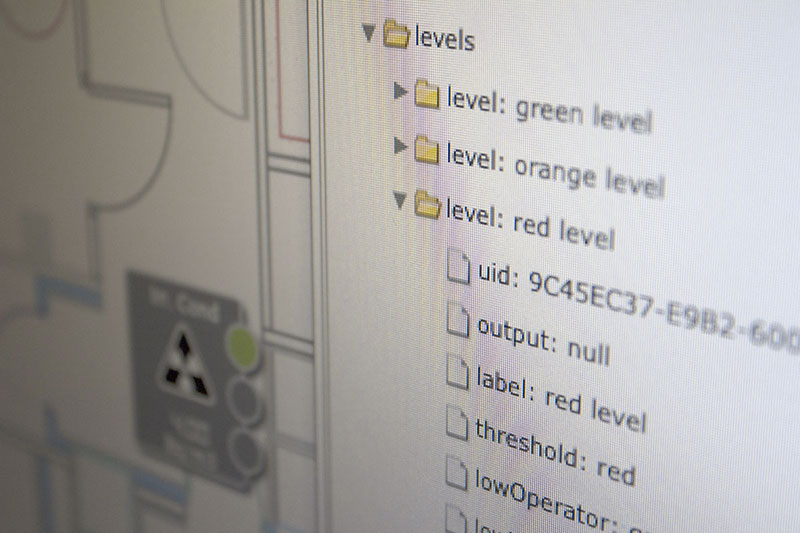 levels
level: green level
level: orange level
level: red level
uid: 9C45EC37-E9B2-600
output: null
label: red level
threshold: red
lowOperator: